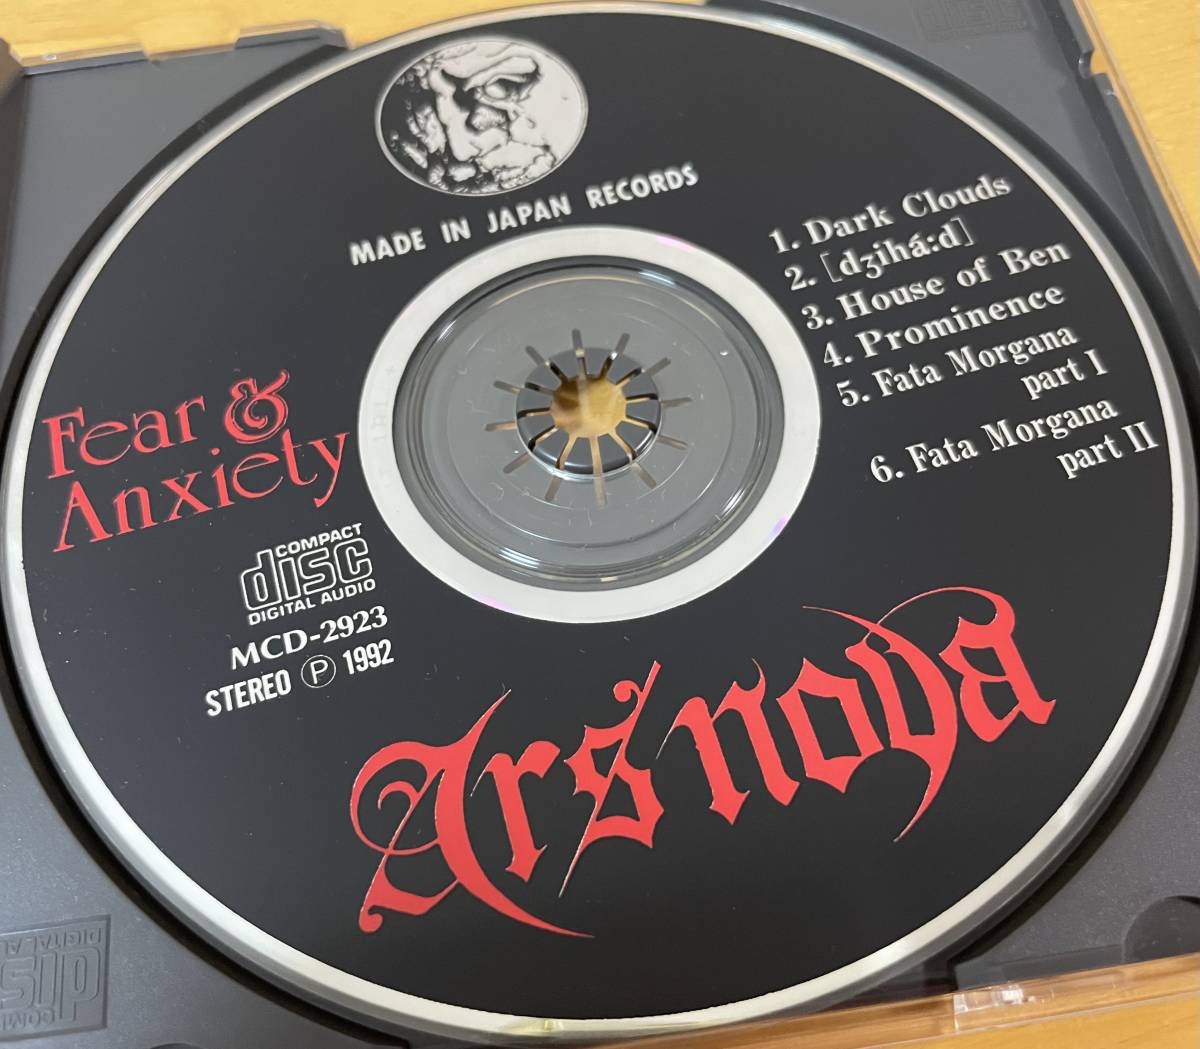 MADE IN JAPAN RECORDS
1. Dark Clouds
2. [dʒihá:d]
3. House of Ben
4. Prominence
5. Fata Morgana
part I
6. Fata Morgana
part II
Fear &
Anxiety
COMPACT
disc
DIGITAL AUDIO
MCD-2923
STEREO Ⓟ 1992
Ars nova